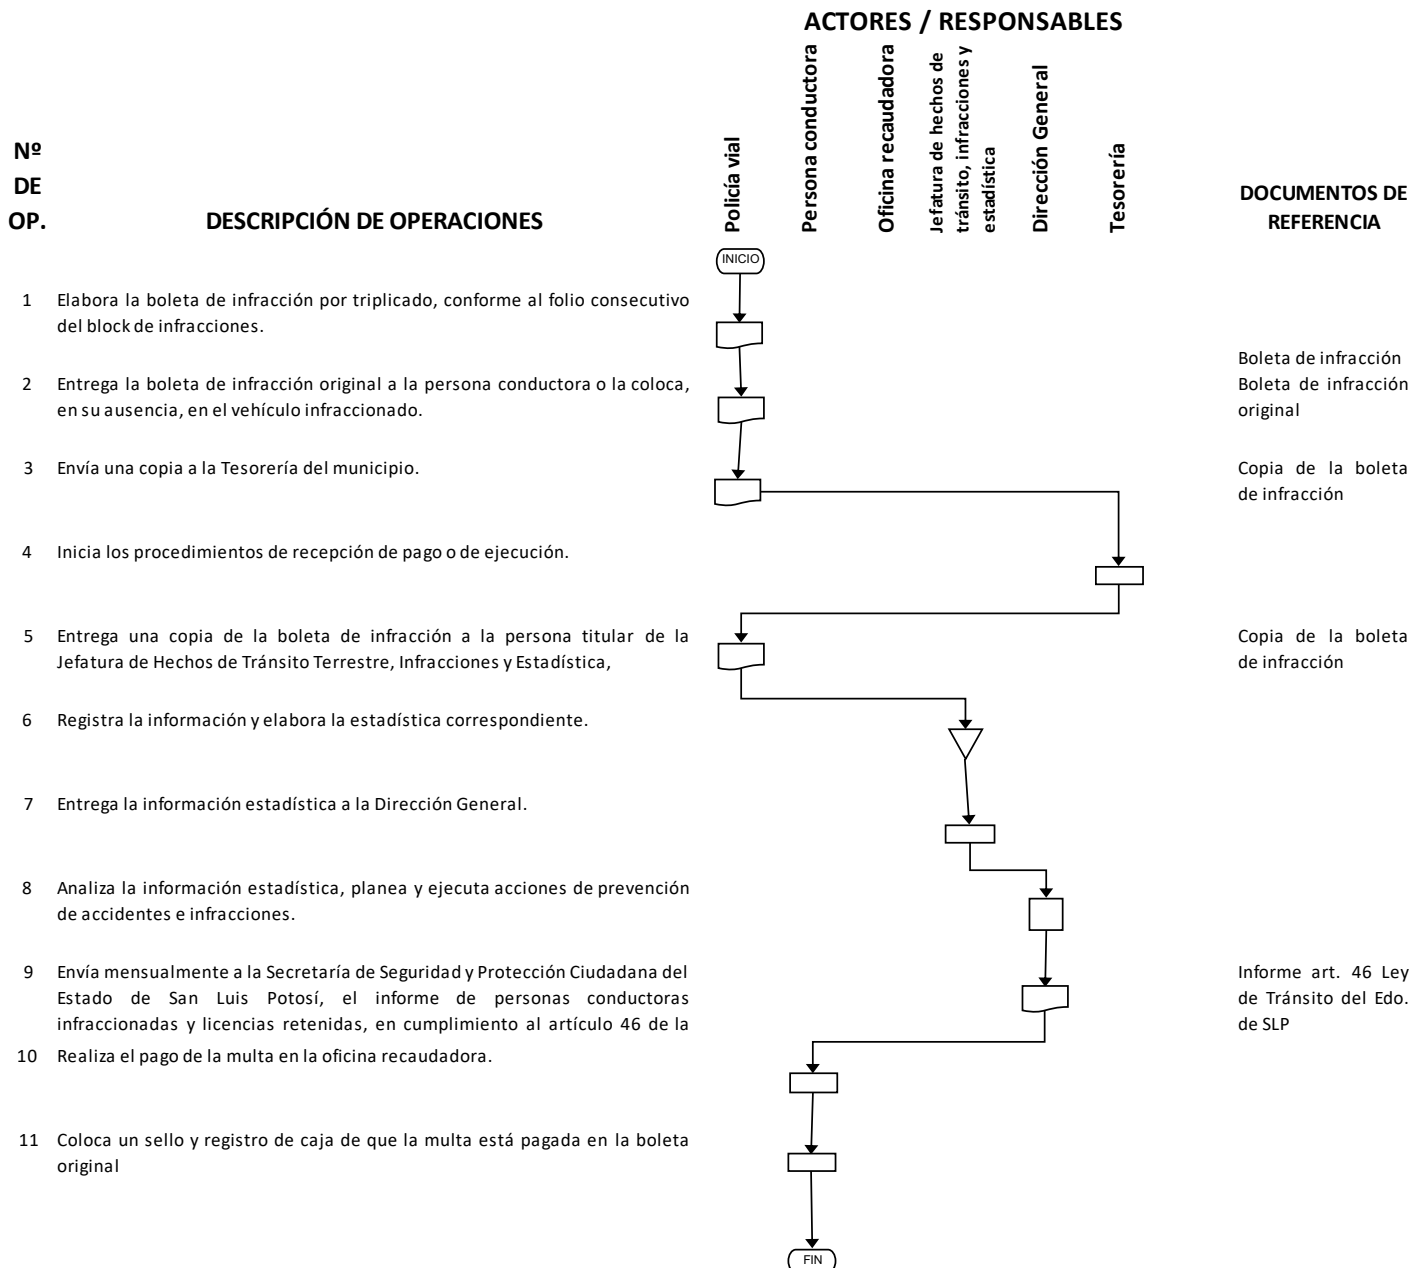 ACTORES / RESPONSABLES
Nº
DE
OP.
DESCRIPCIÓN DE OPERACIONES
Policía vial
Persona conductora
Oficina recaudadora
Jefatura de hechos de
tránsito, infracciones y
estadística
Dirección General
Tesorería
DOCUMENTOS DE
REFERENCIA
INICIO
1 Elabora la boleta de infracción por triplicado, conforme al folio consecutivo
del block de infracciones.
Boleta de infracción
2 Entrega la boleta de infracción original a la persona conductora o la coloca,
en su ausencia, en el vehículo infraccionado.
Boleta de infracción
original
3 Envía una copia a la Tesorería del municipio.
Copia de la boleta
de infracción
4 Inicia los procedimientos de recepción de pago o de ejecución.
5 Entrega una copia de la boleta de infracción a la persona titular de la
Jefatura de Hechos de Tránsito Terrestre, Infracciones y Estadística,
Copia de la boleta
de infracción
6 Registra la información y elabora la estadística correspondiente.
7 Entrega la información estadística a la Dirección General.
8 Analiza la información estadística, planea y ejecuta acciones de prevención
de accidentes e infracciones.
9 Envía mensualmente a la Secretaría de Seguridad y Protección Ciudadana del
Estado de San Luis Potosí, el informe de personas conductoras
infraccionadas y licencias retenidas, en cumplimiento al artículo 46 de la
Informe art. 46 Ley
de Tránsito del Edo.
de SLP
10 Realiza el pago de la multa en la oficina recaudadora.
11 Coloca un sello y registro de caja de que la multa está pagada en la boleta
original
FIN